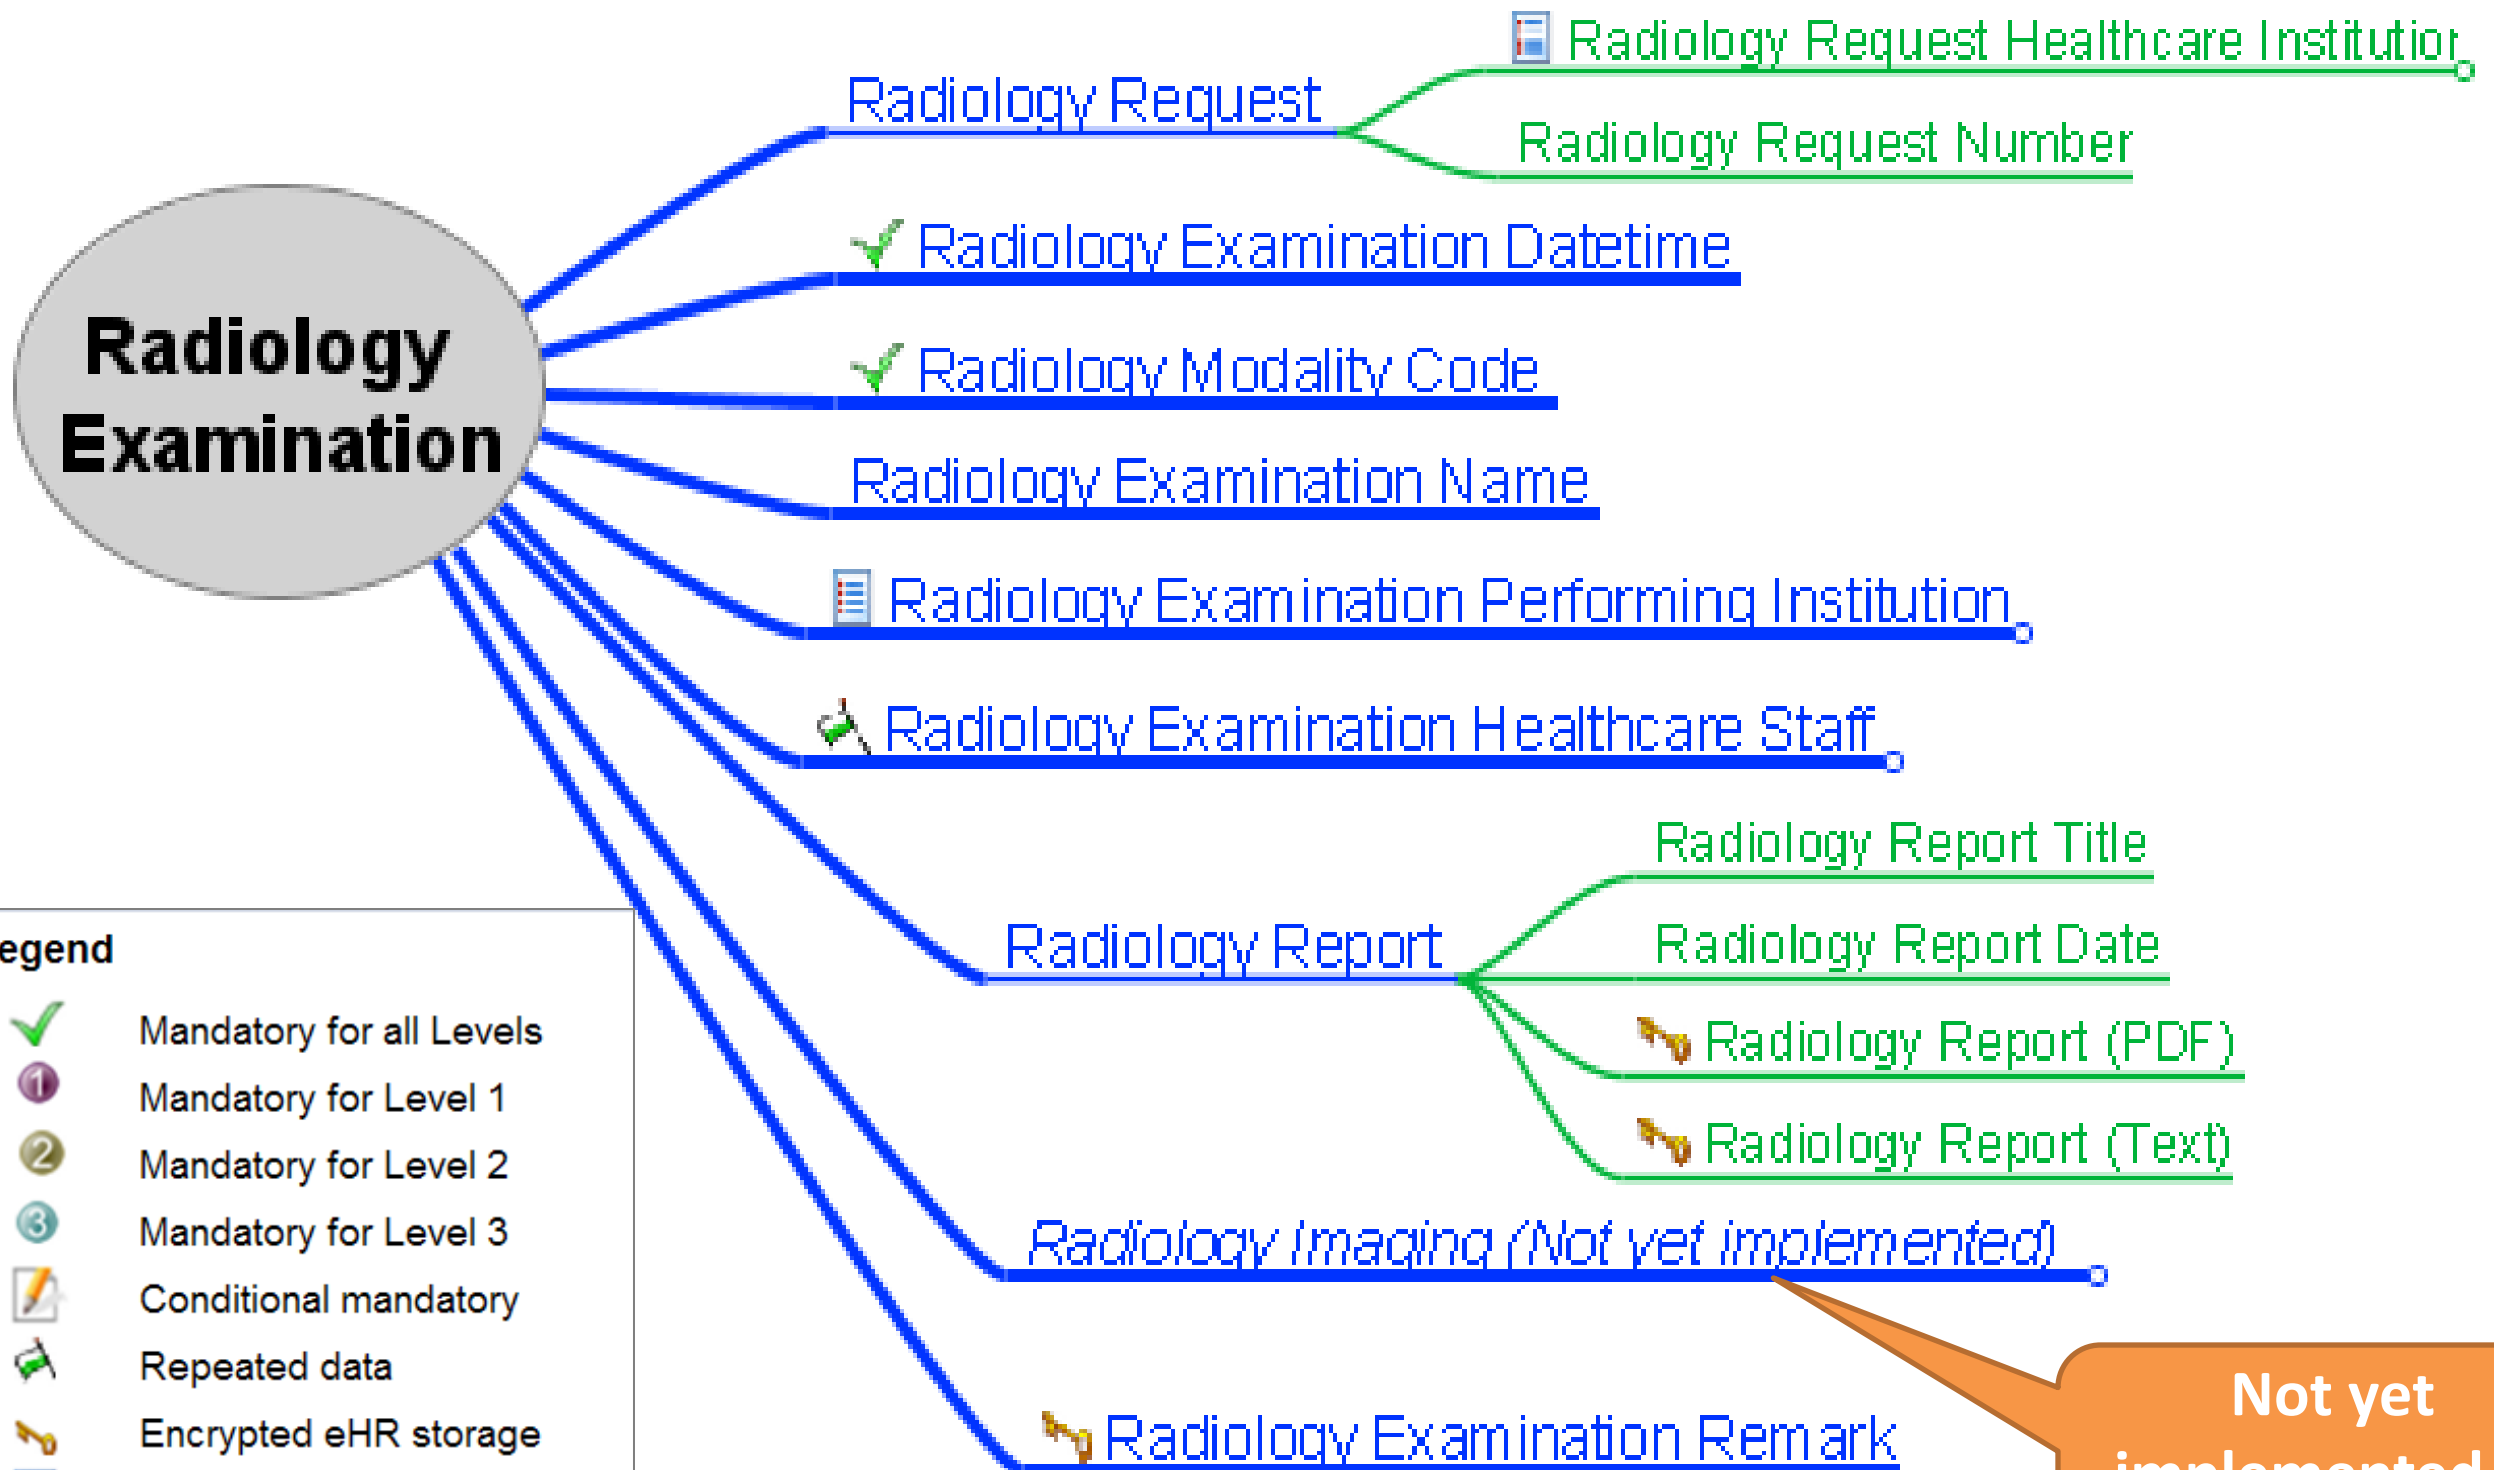 Radiology Request Healthcare Institution
Radiology Request
Radiology Request Number
Radiology Examination Datetime
Radiology
Examination
Radiology Modality Code
Radiology Examination Name
Radiology Examination Performing Institution
Radiology Examination Healthcare Staff
Radiology Report Title
Radiology Report
Radiology Report Date
Radiology Report (PDF)
Radiology Report (Text)
Radiology Imaging (Not yet implemented)
Radiology Examination Remark
egend
Mandatory for all Levels
1 Mandatory for Level 1
2 Mandatory for Level 2
3 Mandatory for Level 3
Conditional mandatory
Repeated data
Encrypted eHR storage
Not yet
implemented